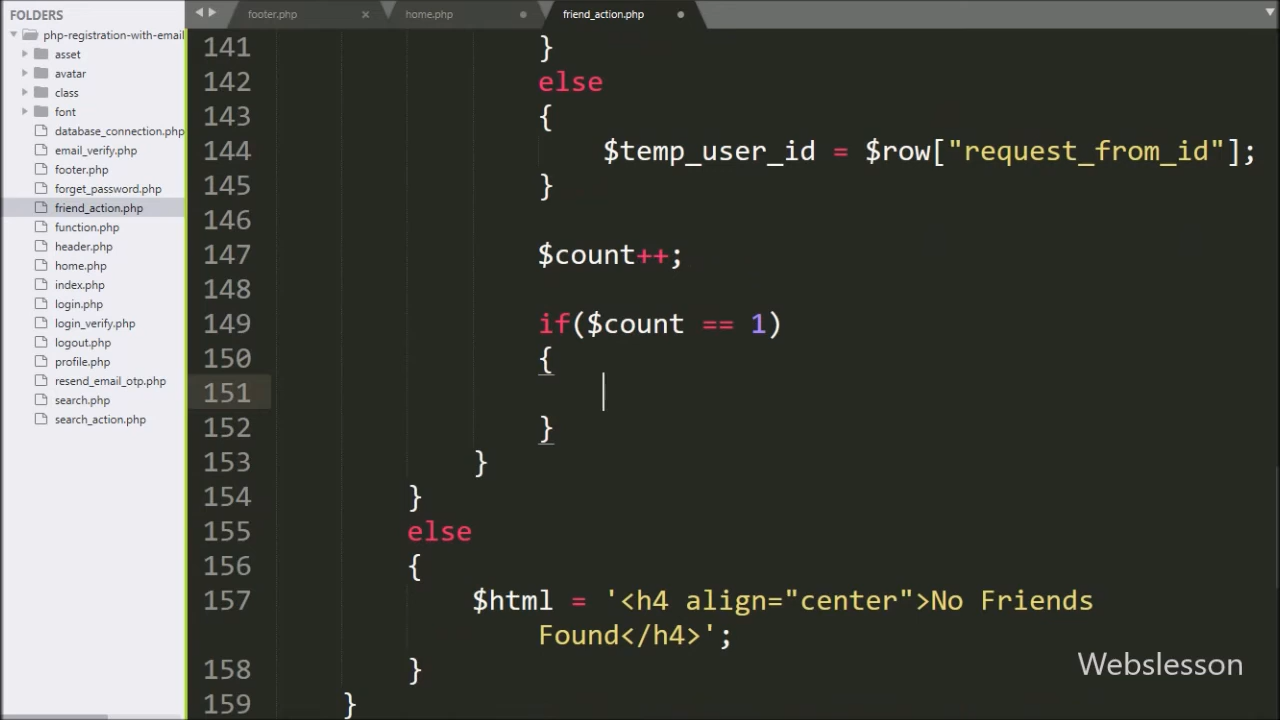 FOLDERS
php-registration-with-email
asset
avatar
class
font
database_connection.php
email_verify.php
footer.php
forget_password.php
friend_action.php
function.php
header.php
home.php
index.php
login.php
login_verify.php
logout.php
profile.php
resend_email_otp.php
search.php
search_action.php
footer.php × home.php friend_action.php
141 }
142 else
143 {
144 $temp_user_id = $row["request_from_id"];
145 }
146
147 $count++;
148
149 if($count == 1)
150 {
151
152 }
153 }
154 }
155 else
156 {
157 $html = '<h4 align="center">No Friends
Found</h4>';
158 }
159 }
Webslesson